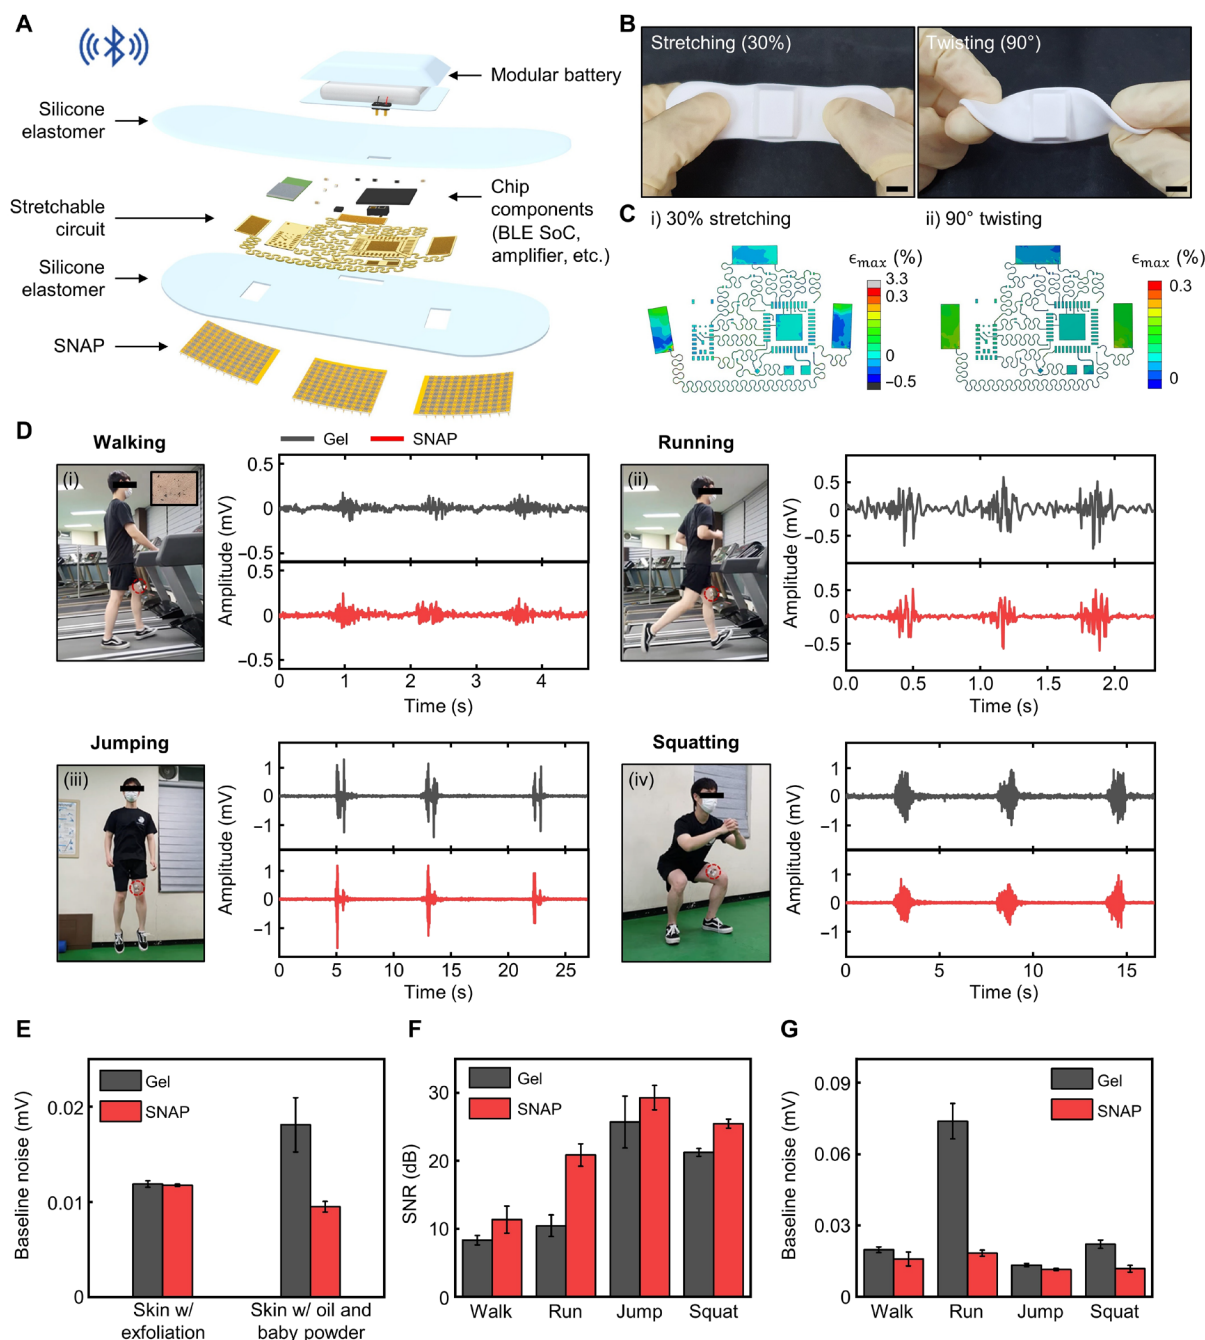 A
Modular battery
Silicone
elastomer
Stretchable
circuit
Chip
components
(BLE SoC,
amplifier, etc.)
Silicone
elastomer
SNAP
B
Stretching (30%)
Twisting (90°)
C
i) 30% stretching
ii) 90° twisting
ϵmax (%)
3.3
0.3
0
−0.5
ϵmax (%)
0.3
0
D
Walking
(i)
Gel
SNAP
Amplitude (mV)
0.5
0
−0.5
0.5
0
−0.5
0
1
2
3
4
Time (s)
Running
(ii)
Amplitude (mV)
0.5
0
−0.5
0.5
0
−0.5
0.0
0.5
1.0
1.5
2.0
Time (s)
Jumping
(iii)
Amplitude (mV)
1
0
−1
1
0
−1
0
5
10
15
20
25
Time (s)
Squatting
(iv)
Amplitude (mV)
1
0
−1
1
0
−1
0
5
10
15
Time (s)
E
Baseline noise (mV)
0.02
0.01
0
Gel
SNAP
Skin w/
exfoliation
Skin w/ oil and
baby powder
F
SNR (dB)
30
20
10
0
Gel
SNAP
Walk
Run
Jump
Squat
G
Baseline noise (mV)
0.09
0.06
0.03
0
Gel
SNAP
Walk
Run
Jump
Squat